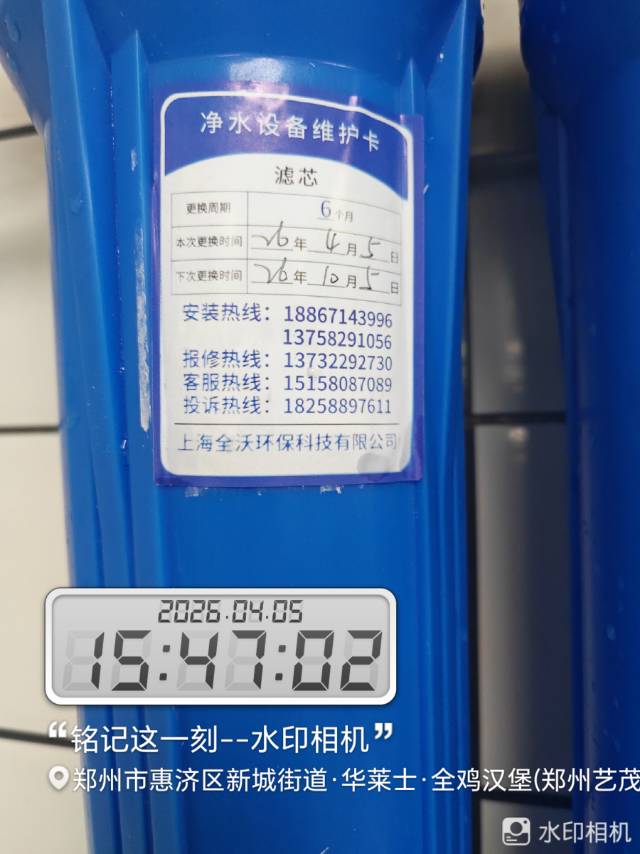 净水设备维护卡
滤芯
更换周期 6个月
本次更换时间 26年4月5日
下次更换时间 26年10月5日
安装热线：18867143996
13758291056
报修热线：13732292730
客服热线：15158087089
投诉热线：18258897611
上海全沃环保科技有限公司
2026.04.05
15:47:02
“铭记这一刻--水印相机”
郑州市惠济区新城街道·华莱士·全鸡汉堡(郑州艺茂
水印相机